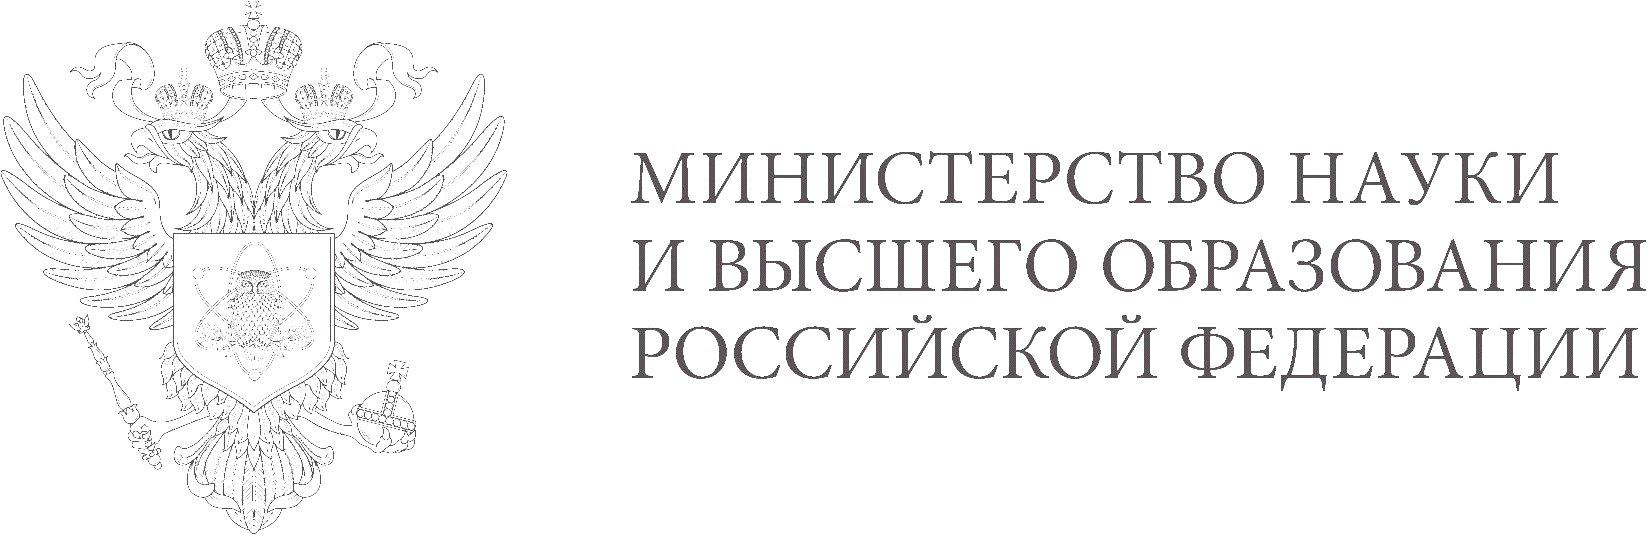 МИНИСТЕРСТВО НАУКИ
И ВЫСШЕГО ОБРАЗОВАНИЯ
РОССИЙСКОЙ ФЕДЕРАЦИИ